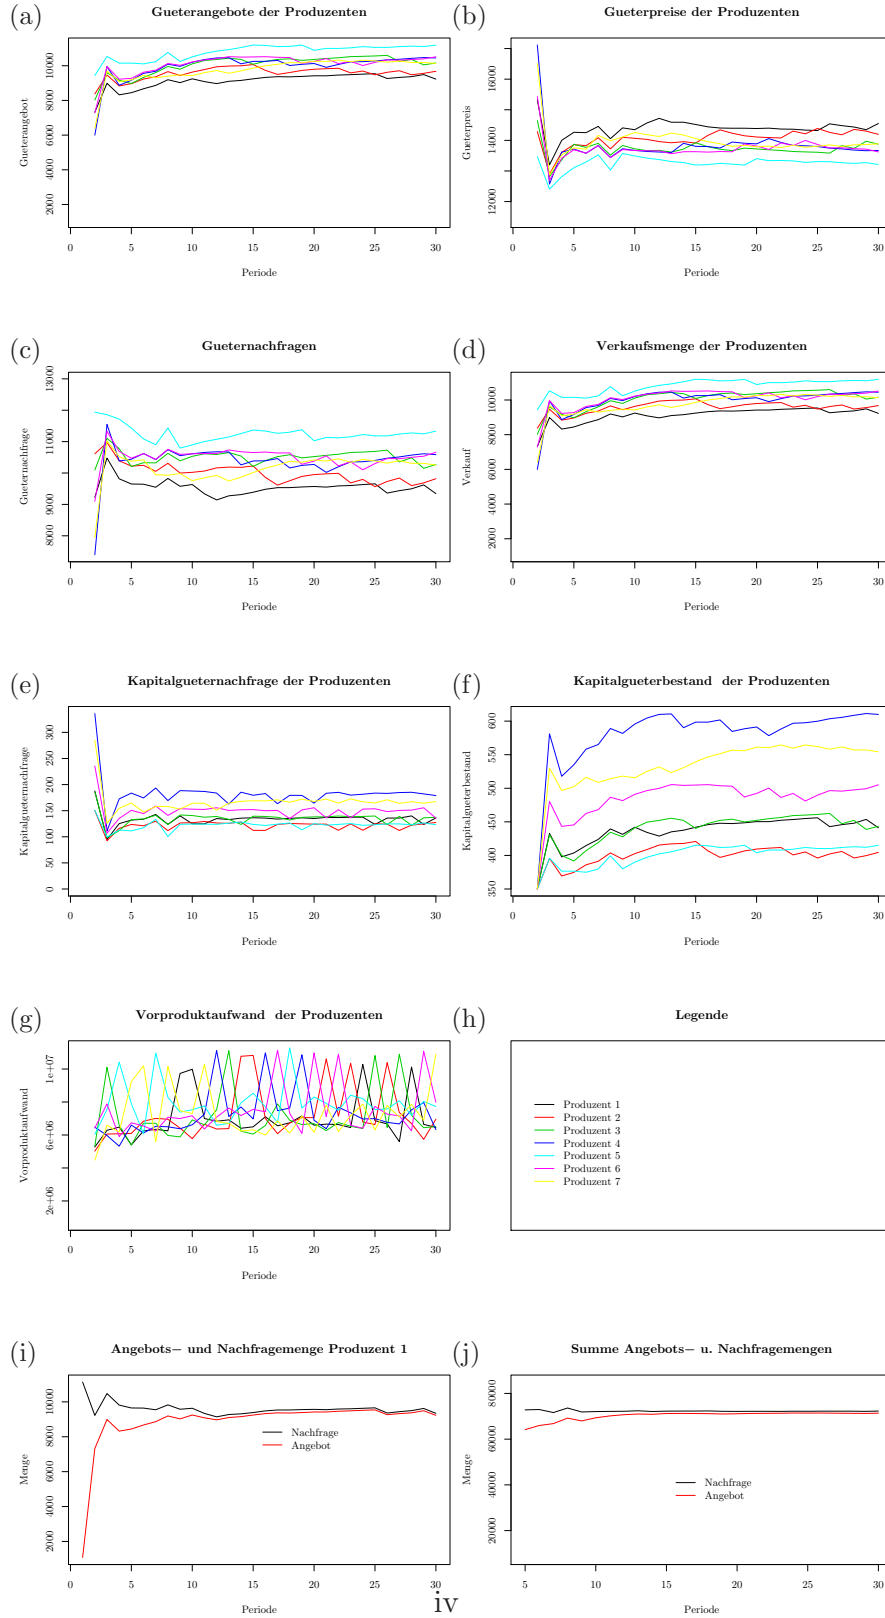 (a)
Gueterangebote der Produzenten
Gueterangebot
2000 4000 6000 8000 10000
0 5 10 15 20 25 30
Periode
(b)
Gueterpreise der Produzenten
Gueterpreis
12000 14000 16000
0 5 10 15 20 25 30
Periode
(c)
Gueternachfragen
Gueternachfrage
8000 9000 11000 13000
0 5 10 15 20 25 30
Periode
(d)
Verkaufsmenge der Produzenten
Verkauf
2000 4000 6000 8000 10000
0 5 10 15 20 25 30
Periode
(e)
Kapitalgueternachfrage der Produzenten
Kapitalgueternachfrage
0 50 100 150 200 250 300
0 5 10 15 20 25 30
Periode
(f)
Kapitalgueterbestand der Produzenten
Kapitalgueterbestand
350 400 450 500 550 600
0 5 10 15 20 25 30
Periode
(g)
Vorproduktaufwand der Produzenten
Vorproduktaufwand
2e+06 6e+06 1e+07
0 5 10 15 20 25 30
Periode
(h)
Legende
Produzent 1
Produzent 2
Produzent 3
Produzent 4
Produzent 5
Produzent 6
Produzent 7
(i)
Angebots− und Nachfragemenge Produzent 1
Menge
2000 4000 6000 8000 10000
Nachfrage
Angebot
0 5 10 15 20 25 30
Periode
(j)
Summe Angebots− u. Nachfragemengen
Menge
20000 40000 60000 80000
Nachfrage
Angebot
5 10 15 20 25 30
Periode
iv